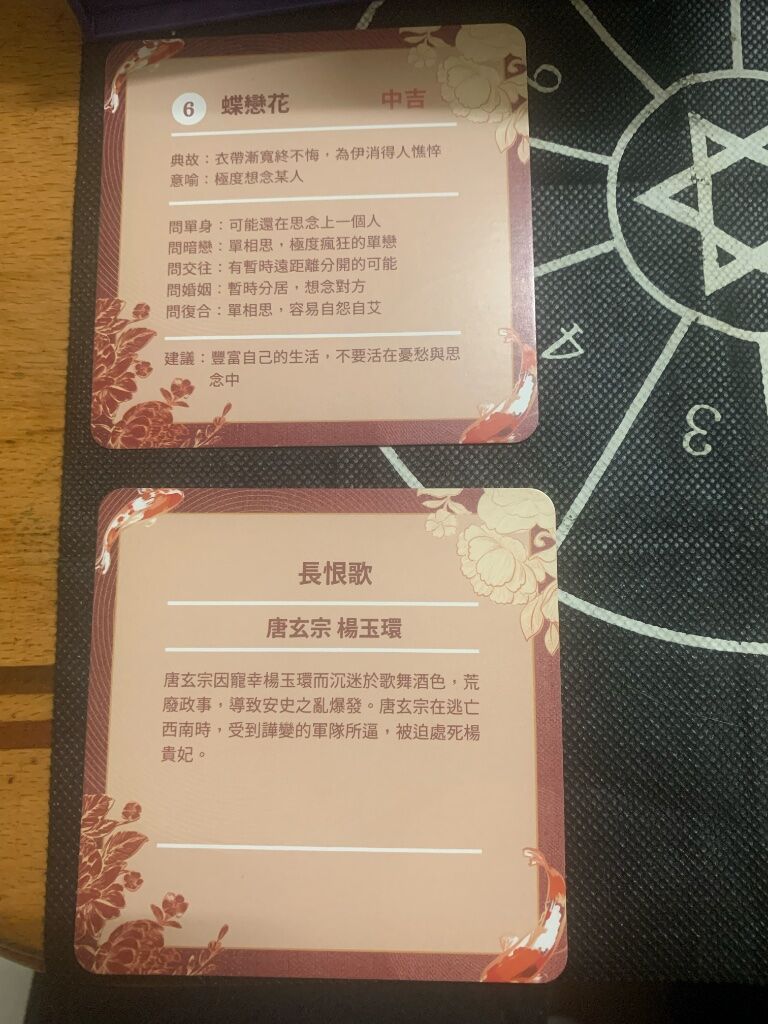 6 蝶戀花 中吉
典故：衣帶漸寬終不悔，為伊消得人憔悴
意喻：極度想念某人
問單身：可能還在思念上一個人
問暗戀：單相思，極度瘋狂的單戀
問交往：有暫時遠距離分開的可能
問婚姻：暫時分居，想念對方
問復合：單相思，容易自怨自艾
建議：豐富自己的生活，不要活在憂愁與思
念中
6
4
3
長恨歌
唐玄宗 楊玉環
唐玄宗因寵幸楊玉環而沉迷於歌舞酒色，荒
廢政事，導致安史之亂爆發。唐玄宗在逃亡
西南時，受到譁變的軍隊所逼，被迫處死楊
貴妃。